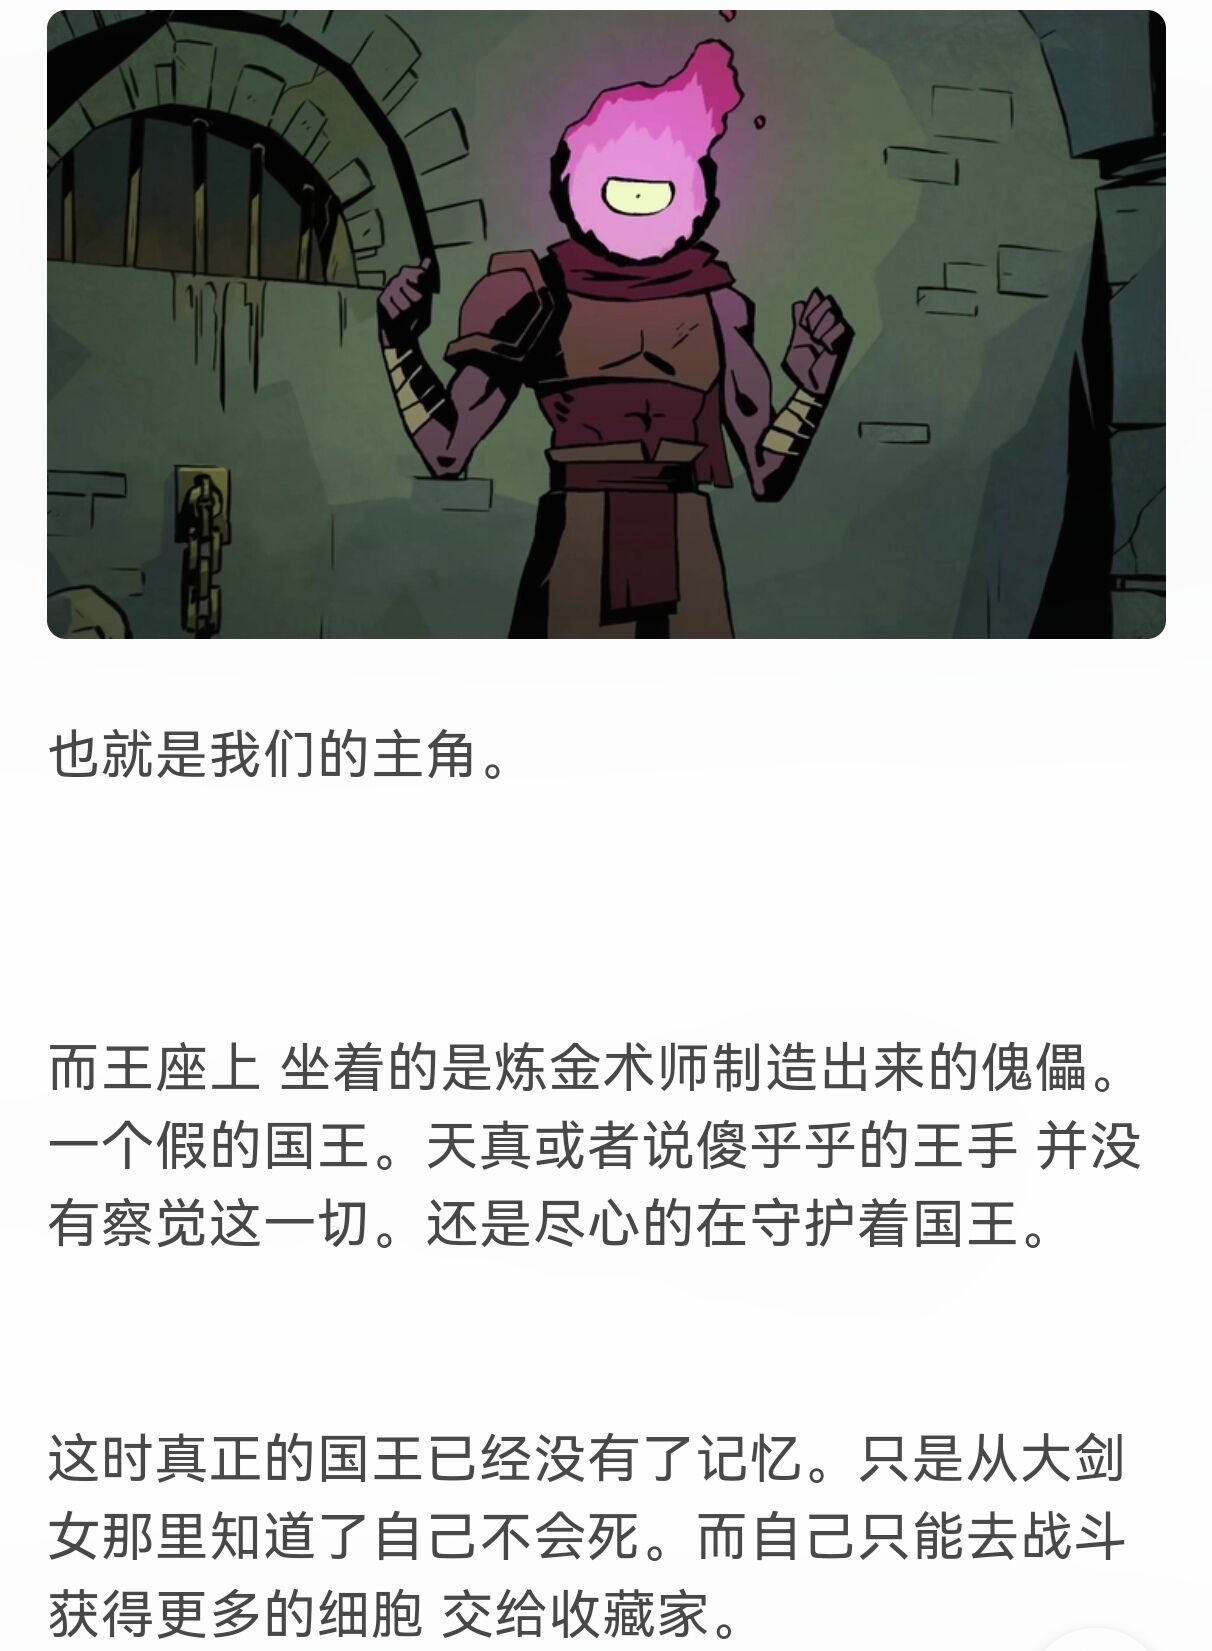 也就是我们的主角。
而王座上 坐着的是炼金术师制造出来的傀儡。
一个假的国王。天真或者说傻乎乎的王手 并没
有察觉这一切。还是尽心的在守护着国王。
这时真正的国王已经没有了记忆。只是从大剑
女那里知道了自己不会死。而自己只能去战斗
获得更多的细胞 交给收藏家。